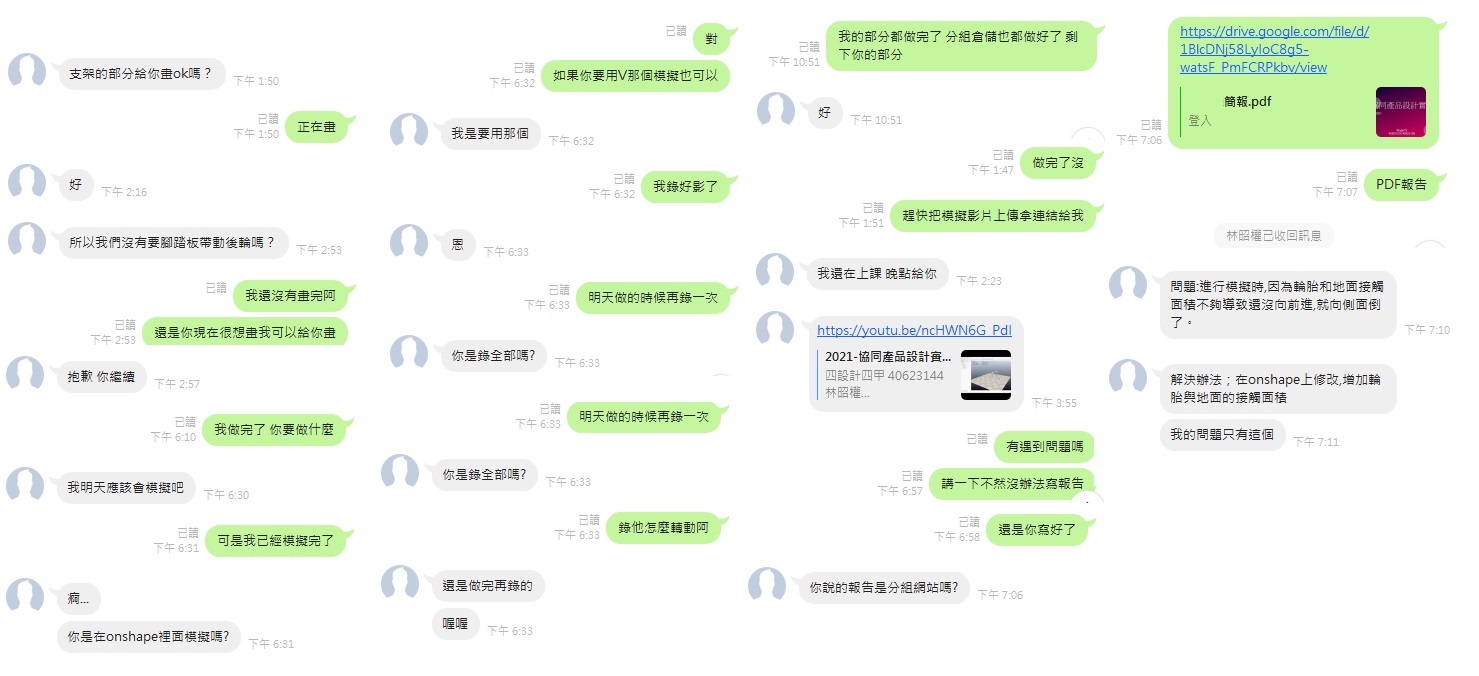 支架的部分給你畫ok嗎？
下午 1:50
已讀
下午 1:50
正在畫
好
下午 2:16
所以我們沒有要腳踏板帶動後輪嗎？
下午 2:53
已讀
我還沒有畫完阿
已讀
下午 2:53
還是你現在很想畫我可以給你畫
抱歉 你繼續
下午 2:57
已讀
下午 6:10
我做完了 你要做什麼
我明天應該會模擬吧
下午 6:30
已讀
下午 6:31
可是我已經模擬完了
痾...
你是在onshape裡面模擬嗎?
下午 6:31
已讀
對
已讀
下午 6:32
如果你要用V那個模擬也可以
我是要用那個
下午 6:32
已讀
下午 6:32
我錄好影了
恩
下午 6:33
已讀
下午 6:33
明天做的時候再錄一次
你是錄全部嗎?
下午 6:33
已讀
下午 6:33
明天做的時候再錄一次
你是錄全部嗎?
下午 6:33
已讀
下午 6:33
錄他怎麼轉動阿
還是做完再錄的
喔喔
下午 6:33
已讀
下午 10:51
我的部分都做完了 分組倉儲也都做好了 剩
下你的部分
好
下午 10:51
已讀
下午 1:47
做完了沒
已讀
下午 1:51
趕快把模擬影片上傳拿連結給我
我還在上課 晚點給你
下午 2:23
https://youtu.be/ncHWN6G_PdI
2021-協同產品設計實...
四設計四甲 40623144
林昭權...
下午 3:55
已讀
有遇到問題嗎
已讀
下午 6:57
講一下不然沒辦法寫報告
已讀
下午 6:58
還是你寫好了
你說的報告是分組網站嗎?
下午 7:06
https://drive.google.com/file/d/
1BlcDNj58LyIoC8g5-
watsF_PmFCRPkbv/view
簡報.pdf
登入
同產品設計實
已讀
下午 7:06
已讀
下午 7:07
PDF報告
林昭權已收回訊息
問題:進行模擬時,因為輪胎和地面接觸
面積不夠導致還沒向前進,就向側面倒
了。
下午 7:10
解決辦法；在onshape上修改,增加輪
胎與地面的接觸面積
我的問題只有這個
下午 7:11